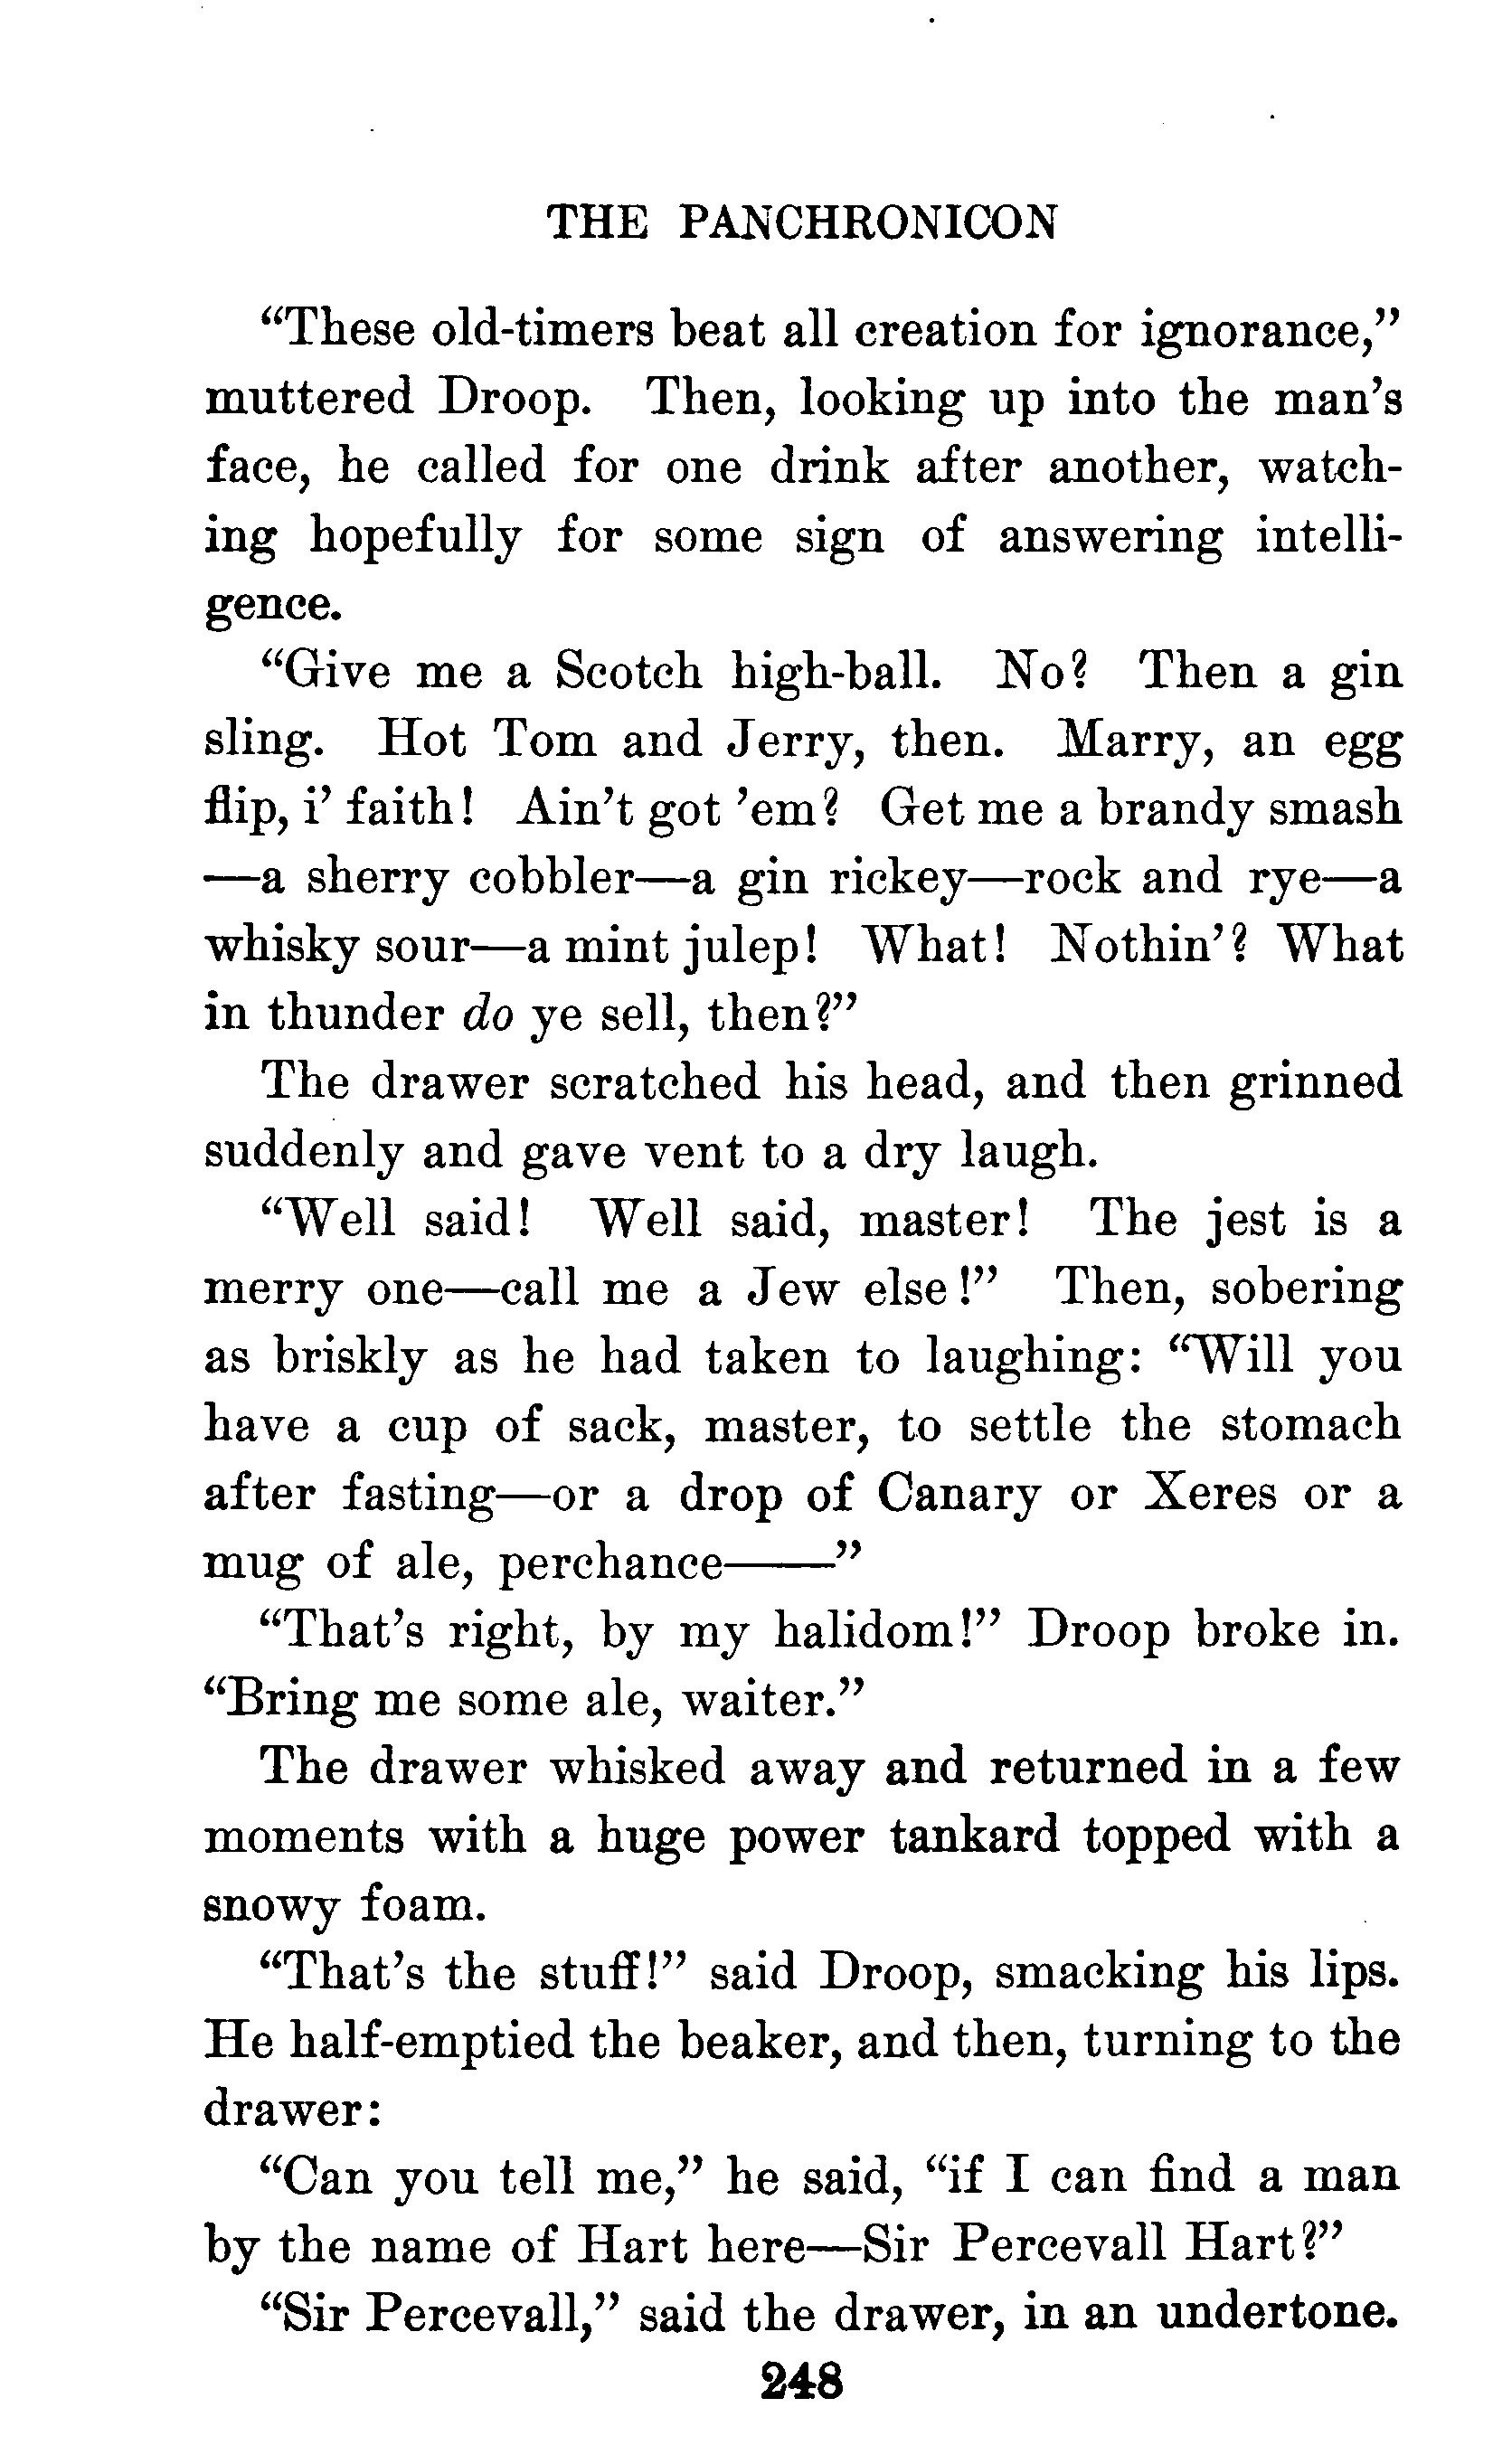 THE PANCHRONICON
“These old-timers beat all creation for ignorance,”
muttered Droop. Then, looking up into the man’s
face, he called for one drink after another, watch-
ing hopefully for some sign of answering intelli-
gence.
“Give me a Scotch high-ball. No? Then a gin
sling. Hot Tom and Jerry, then. Marry, an egg
flip, i’ faith! Ain’t got ’em? Get me a brandy smash
—a sherry cobbler—a gin rickey—rock and rye—a
whisky sour—a mint julep! What! Nothin’? What
in thunder do ye sell, then?”
The drawer scratched his head, and then grinned
suddenly and gave vent to a dry laugh.
“Well said! Well said, master! The jest is a
merry one—call me a Jew else!” Then, sobering
as briskly as he had taken to laughing: “Will you
have a cup of sack, master, to settle the stomach
after fasting—or a drop of Canary or Xeres or a
mug of ale, perchance——”
“That’s right, by my halidom!” Droop broke in.
“Bring me some ale, waiter.”
The drawer whisked away and returned in a few
moments with a huge power tankard topped with a
snowy foam.
“That’s the stuff!” said Droop, smacking his lips.
He half-emptied the beaker, and then, turning to the
drawer:
“Can you tell me,” he said, “if I can find a man
by the name of Hart here—Sir Percevall Hart?”
“Sir Percevall,” said the drawer, in an undertone.
248